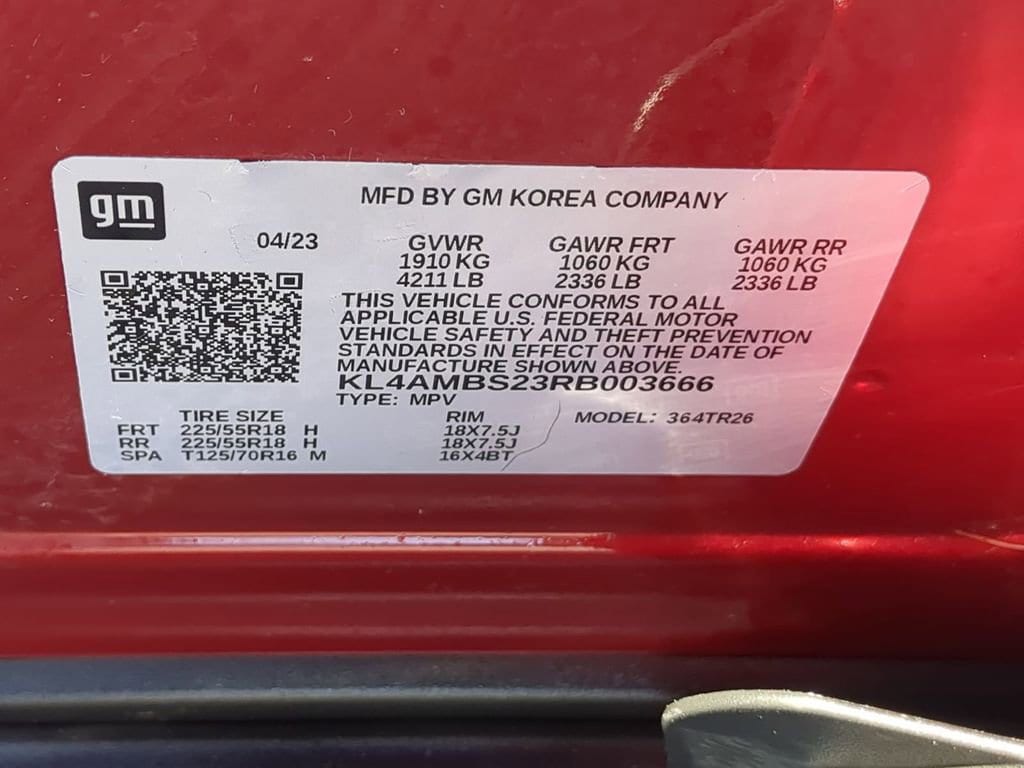 gm
MFD BY GM KOREA COMPANY
04/23 GVWR GAWR FRT GAWR RR
1910 KG 1060 KG 1060 KG
4211 LB 2336 LB 2336 LB
THIS VEHICLE CONFORMS TO ALL
APPLICABLE U.S. FEDERAL MOTOR
VEHICLE SAFETY AND THEFT PREVENTION
STANDARDS IN EFFECT ON THE DATE OF
MANUFACTURE SHOWN ABOVE.
KL4AMBS23RB003666
TYPE: MPV
TIRE SIZE RIM MODEL: 364TR26
FRT 225/55R18 H 18X7.5J
RR 225/55R18 H 18X7.5J
SPA T125/70R16 M 16X4BT